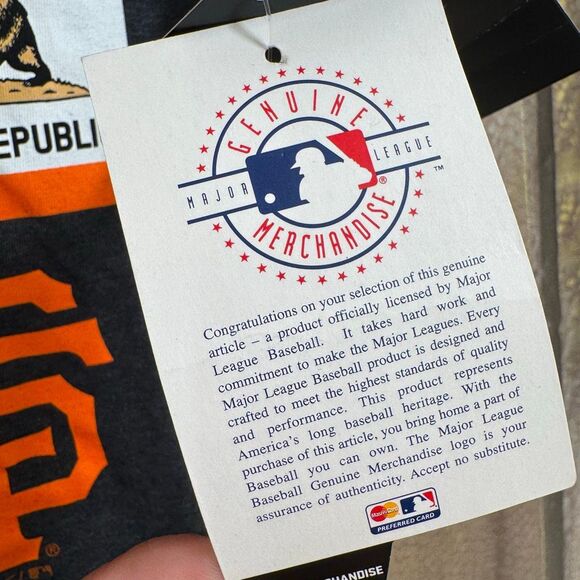 EPUBLI
SF
GENUINE
MAJOR LEAGUE
MERCHANDISE®
™
Congratulations on your selection of this genuine
article – a product officially licensed by Major
League Baseball. It takes hard work and
commitment to make the Major Leagues. Every
Major League Baseball product is designed and
crafted to meet the highest standards of quality
and performance. This product represents
America's long baseball heritage. With the
purchase of this article, you bring home a part of
Baseball you can own. The Major League
Baseball Genuine Merchandise logo is your
assurance of authenticity. Accept no substitute.
MasterCard
PREFERRED CARD
RCHANDISE